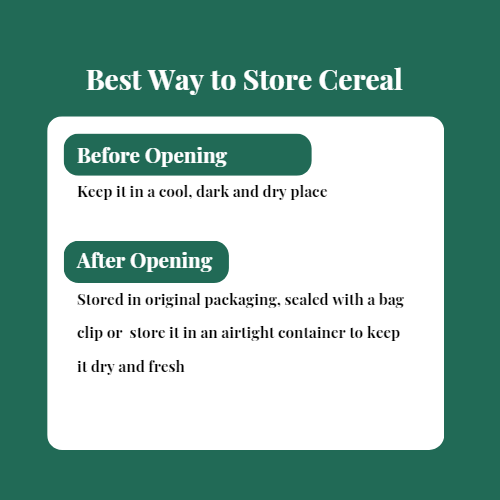 Best Way to Store Cereal
Before Opening
Keep it in a cool, dark and dry place
After Opening
Stored in original packaging, sealed with a bag
clip or  store it in an airtight container to keep
it dry and fresh